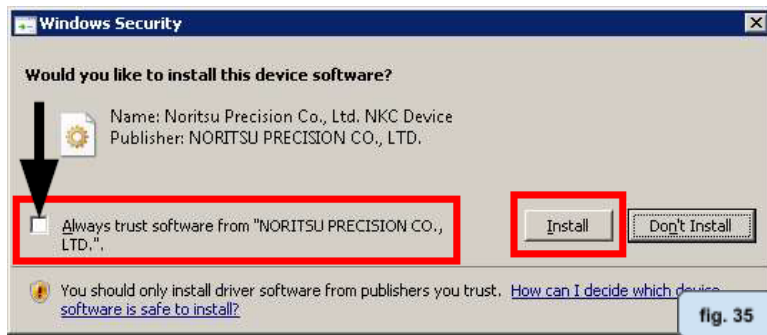 Windows Security
Would you like to install this device software?
Name: Noritsu Precision Co., Ltd. NKC Device
Publisher: NORITSU PRECISION CO., LTD.
Always trust software from "NORITSU PRECISION CO.,
LTD.".
Install
Don't Install
You should only install driver software from publishers you trust. How can I decide which device
software is safe to install?
fig. 35